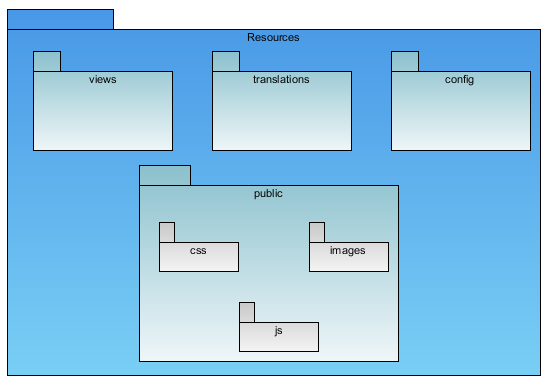 Resources
views
translations
config
public
css
images
js